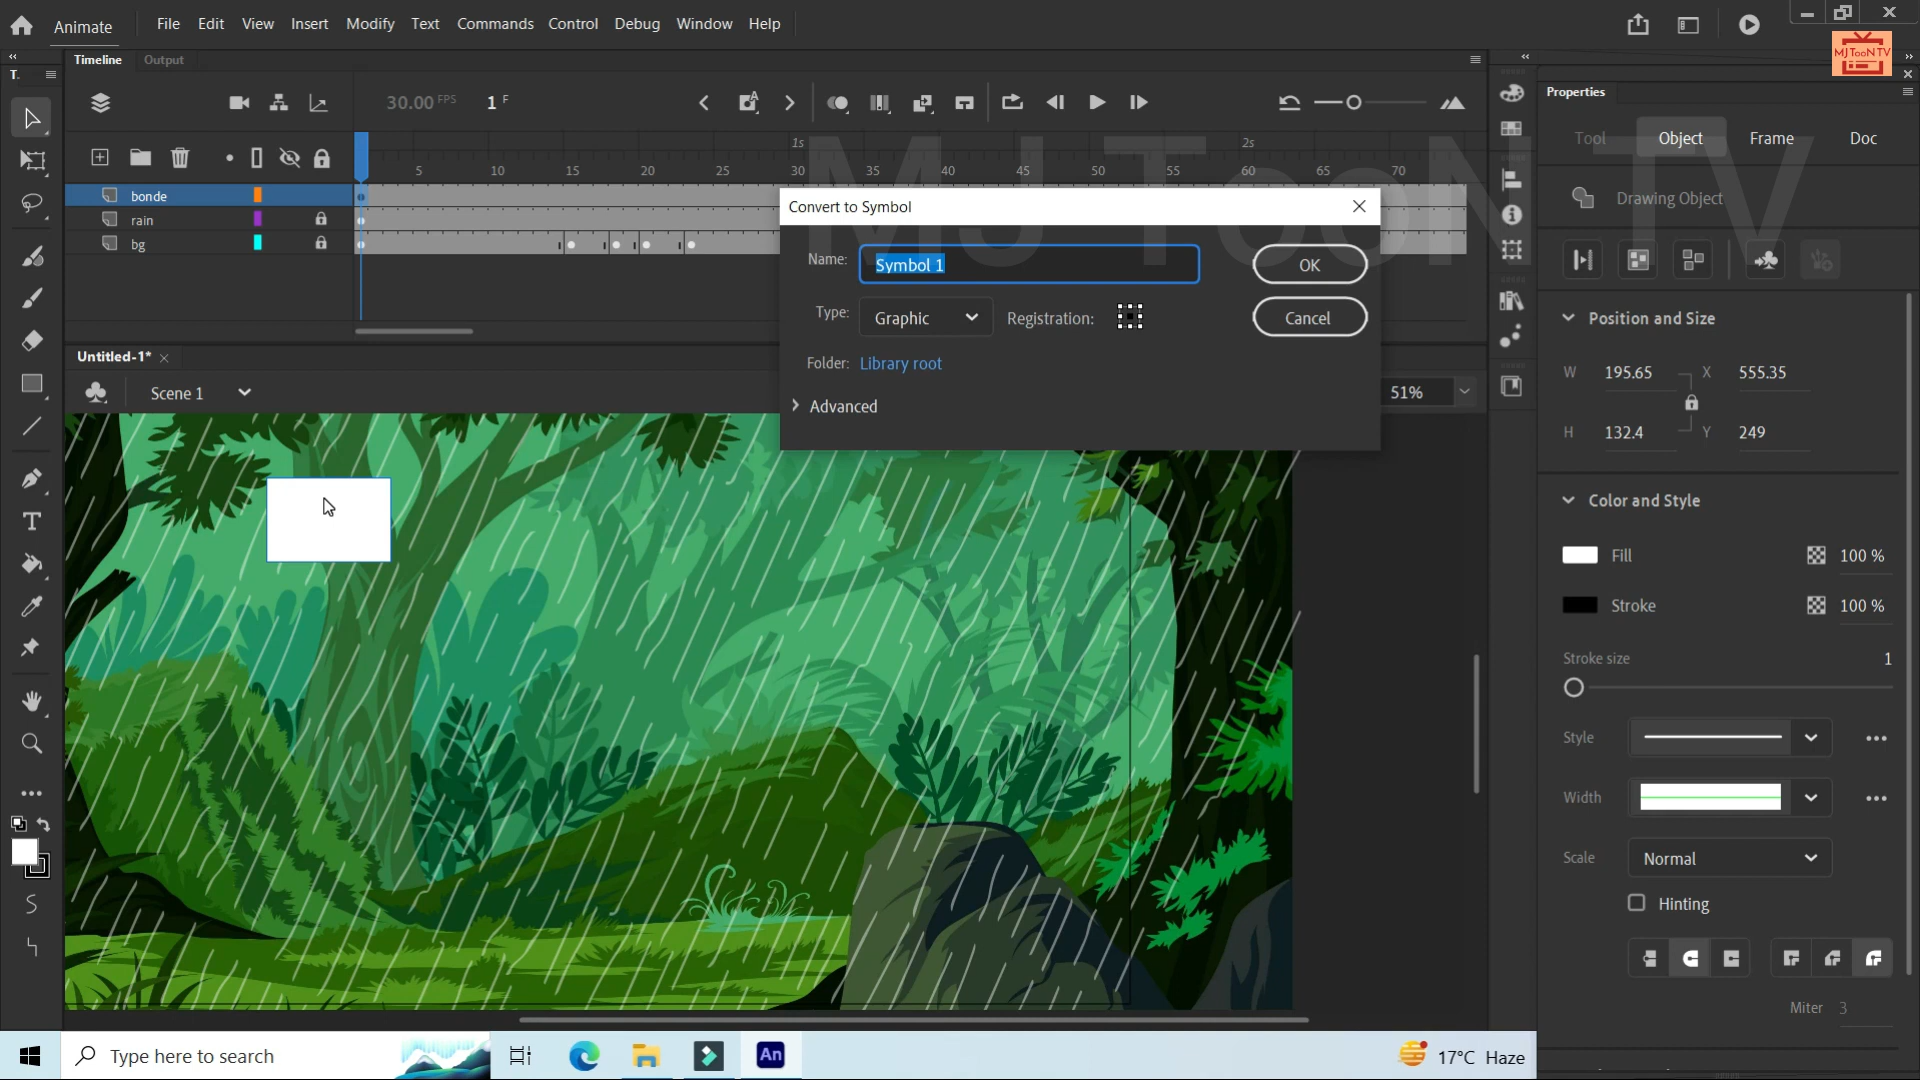 Animate
File Edit View Insert Modify Text Commands Control Debug Window Help
MJTooNTV
Timeline Output
T.
30.00 FPS 1 F
1s 2s
5 10 15 20 25 30 35 40 45 50 55 60 65 70
bonde
rain
bg
MJ TooN TV
Convert to Symbol
Name: Symbol 1 OK
Type: Graphic Registration: Cancel
Folder: Library root
Advanced
Untitled-1*
Scene 1
51%
Properties
Tool Object Frame Doc
Drawing Object
Position and Size
W 195.65 X 555.35
H 132.4 Y 249
Color and Style
Fill 100 %
Stroke 100 %
Stroke size 1
Style
Width
Scale Normal
Hinting
Miter 3
Type here to search
An
17°C Haze